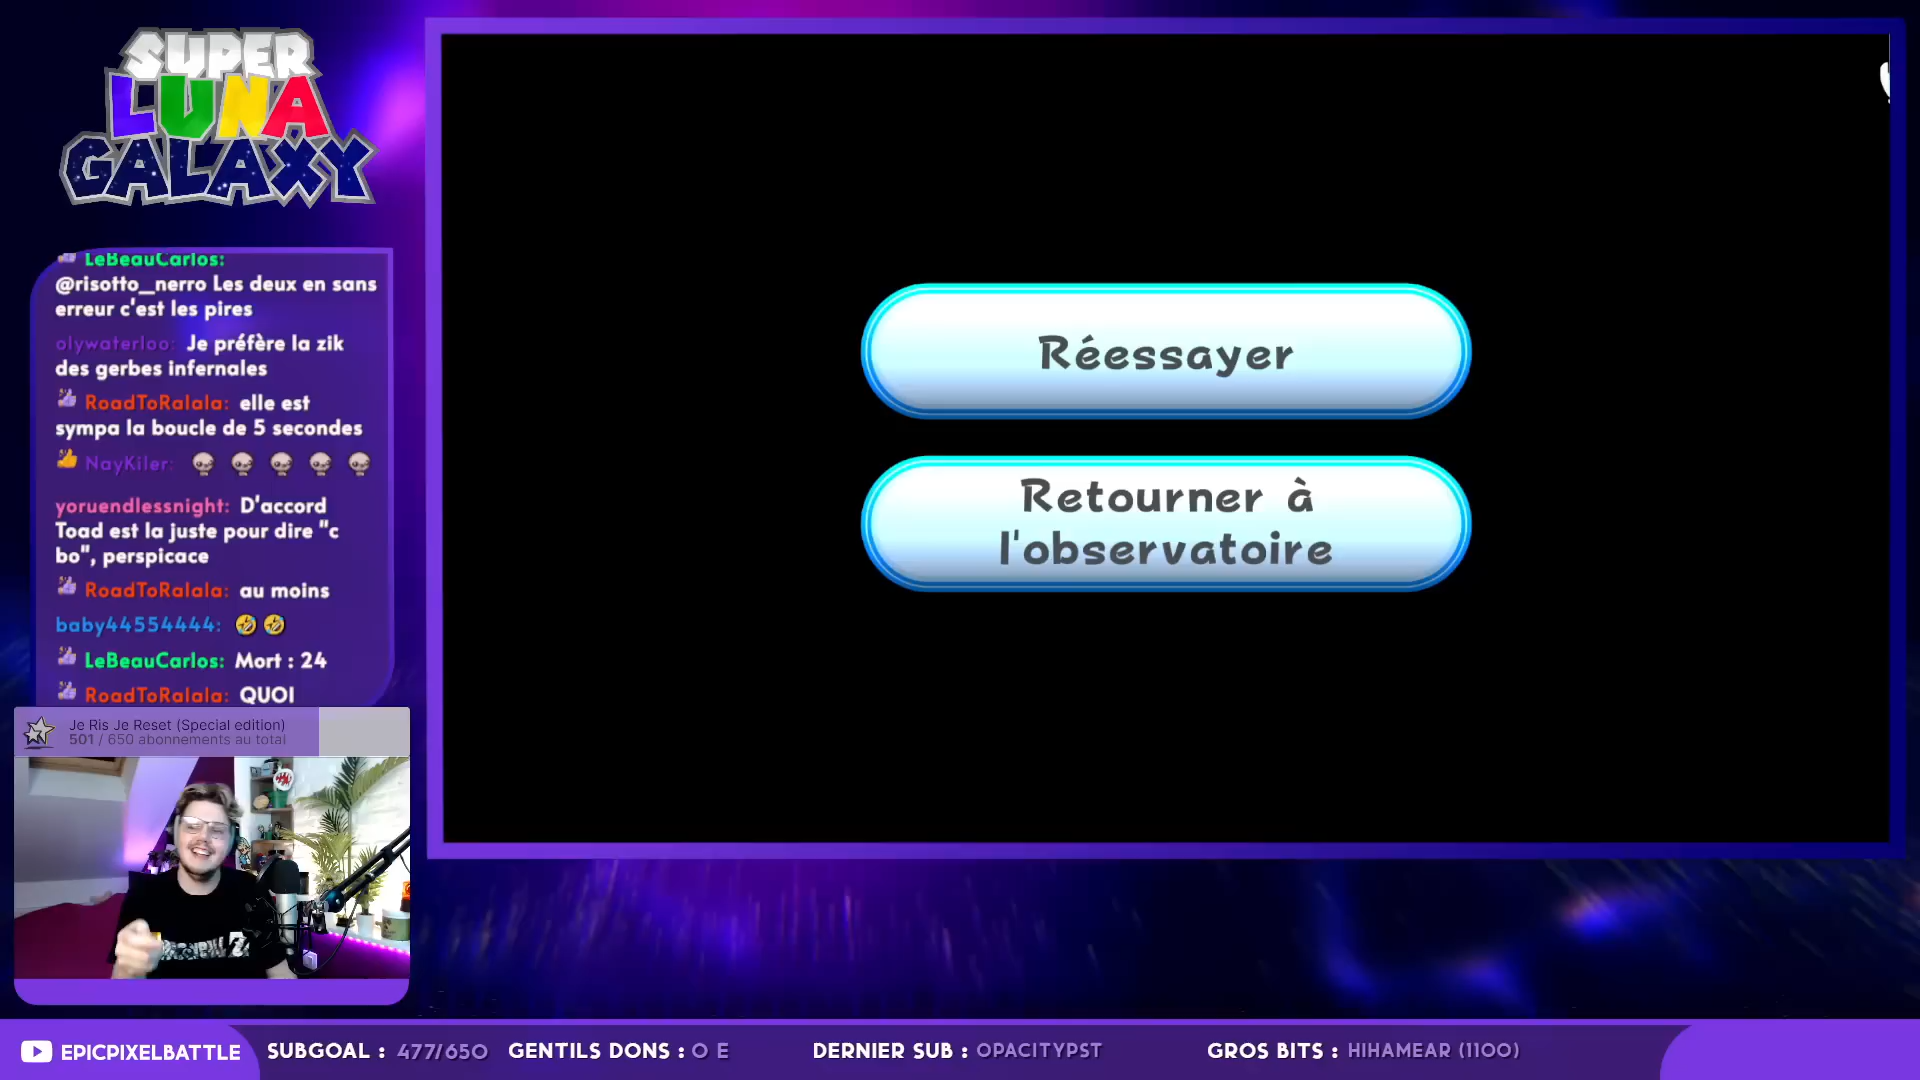 SUPER
LUNA
GALAXY
LeBeauCarlos:
@risotto_nerro Les deux en sans
erreur c'est les pires
olywaterloo: Je préfère la zik
des gerbes infernales
RoadToRalala: elle est
sympa la boucle de 5 secondes
NayKiler:
yoruendlessnight: D'accord
Toad est la juste pour dire "c
bo", perspicace
RoadToRalala: au moins
baby44554444: 🤣 🤣
LeBeauCarlos: Mort : 24
RoadToRalala: QUOI
Je Ris Je Reset (Special edition)
501 / 650 abonnements au total
Réessayer
Retourner à
l'observatoire
EPICPIXELBATTLE
SUBGOAL : 477/650
GENTILS DONS : 0 E
DERNIER SUB : OPACITYPST
GROS BITS : HIHAMEAR (1100)